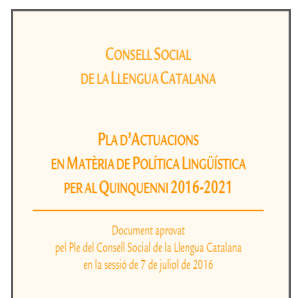 CONSELL SOCIAL
DE LA LLENGUA CATALANA
PLA D'ACTUACIONS
EN MATÈRIA DE POLÍTICA LINGÜÍSTICA
PER AL QUINQUENNI 2016-2021
Document aprovat
pel Ple del Consell Social de la Llengua Catalana
en la sessió de 7 de juliol de 2016